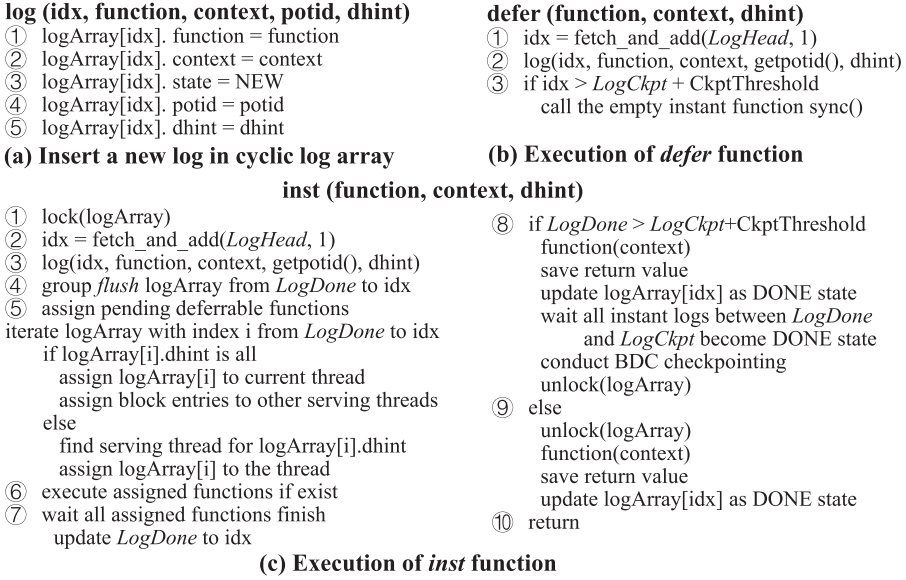 log (idx, function, context, potid, dhint)
① logArray[idx]. function = function
② logArray[idx]. context = context
③ logArray[idx]. state = NEW
④ logArray[idx]. potid = potid
⑤ logArray[idx]. dhint = dhint
(a) Insert a new log in cyclic log array
defer (function, context, dhint)
① idx = fetch_and_add(LogHead, 1)
② log(idx, function, context, getpotid(), dhint)
③ if idx > LogCkpt + CkptThreshold
call the empty instant function sync()
(b) Execution of defer function
inst (function, context, dhint)
① lock(logArray)
② idx = fetch_and_add(LogHead, 1)
③ log(idx, function, context, getpotid(), dhint)
④ group flush logArray from LogDone to idx
⑤ assign pending deferrable functions
iterate logArray with index i from LogDone to idx
if logArray[i].dhint is all
assign logArray[i] to current thread
assign block entries to other serving threads
else
find serving thread for logArray[i].dhint
assign logArray[i] to the thread
⑥ execute assigned functions if exist
⑦ wait all assigned functions finish
update LogDone to idx
⑧ if LogDone > LogCkpt+CkptThreshold
function(context)
save return value
update logArray[idx] as DONE state
wait all instant logs between LogDone
and LogCkpt become DONE state
conduct BDC checkpointing
unlock(logArray)
⑨ else
unlock(logArray)
function(context)
save return value
update logArray[idx] as DONE state
⑩ return
(c) Execution of inst function